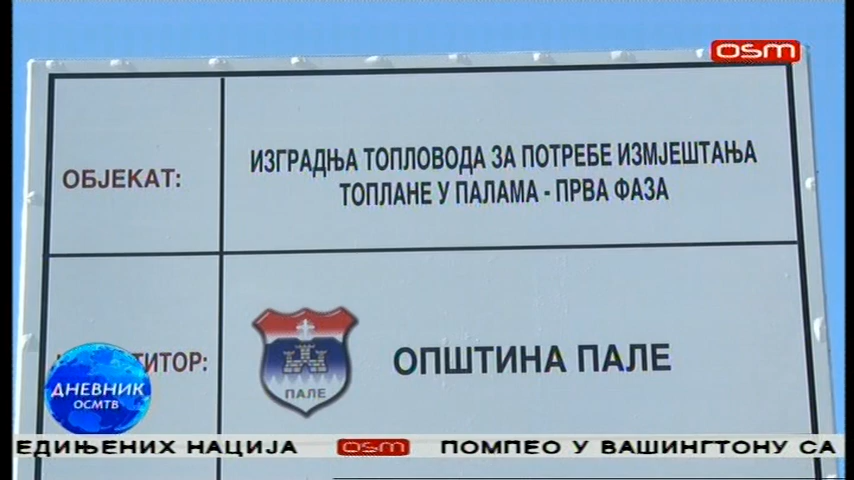 OSM
ОБЈЕКАТ:
ИЗГРАДЊА ТОПЛОВОДА ЗА ПОТРЕБЕ ИЗМЈЕШТАЊА
ТОПЛАНЕ У ПАЛАМА - ПРВА ФАЗА
ТИТОР:
ОПШТИНА ПАЛЕ
ПАЛЕ
ДНЕВНИК
ОСМТВ
ЕДИЊЕНИХ НАЦИЈА OSM ПОМПЕО У ВАШИНГТОНУ СА